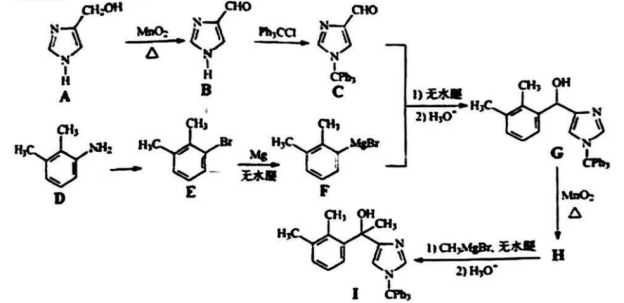 CH₂OH
N
N
H
A
MnO₂
△
CHO
N
N
H
B
Ph₃CCl
CHO
N
N
CPh₃
C
CH₃
H₃C
NH₂
D
CH₃
H₃C
Br
E
Mg
无水醚
CH₃
H₃C
MgBr
F
1) 无水醚
2) H₃O⁺
CH₃ OH
H₃C
N
N
CPh₃
G
MnO₂
△
H
1) CH₃MgBr, 无水醚
2) H₃O⁺
CH₃ OH
H₃C
CH₃
N
N
CPh₃
I